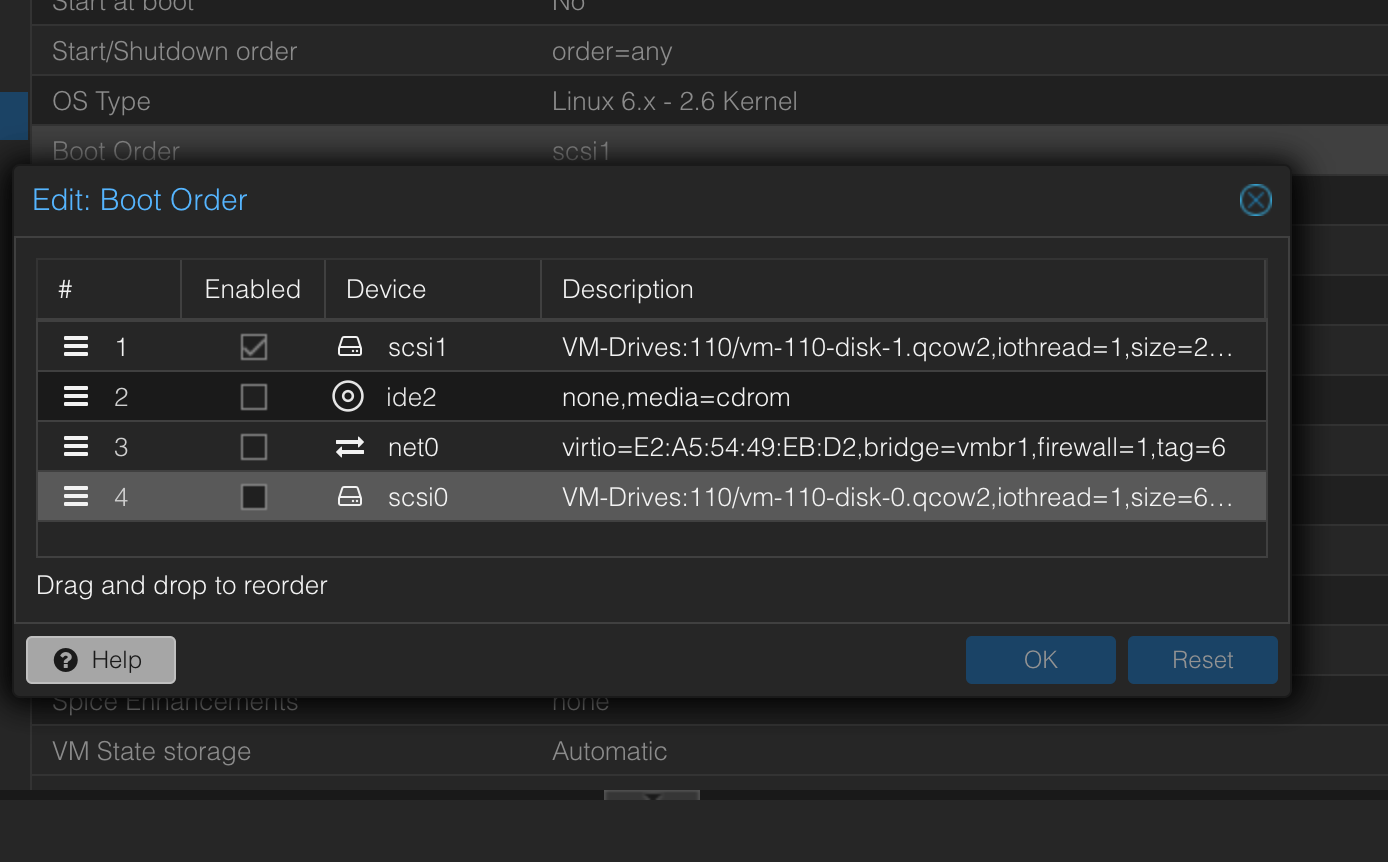 Start at boot No
Start/Shutdown order order=any
OS Type Linux 6.x - 2.6 Kernel
Boot Order scsi1
Edit: Boot Order
# Enabled Device Description
1 scsi1 VM-Drives:110/vm-110-disk-1.qcow2,iothread=1,size=2...
2 ide2 none,media=cdrom
3 net0 virtio=E2:A5:54:49:EB:D2,bridge=vmbr1,firewall=1,tag=6
4 scsi0 VM-Drives:110/vm-110-disk-0.qcow2,iothread=1,size=6...
Drag and drop to reorder
Help OK Reset
Spice Enhancements none
VM State storage Automatic